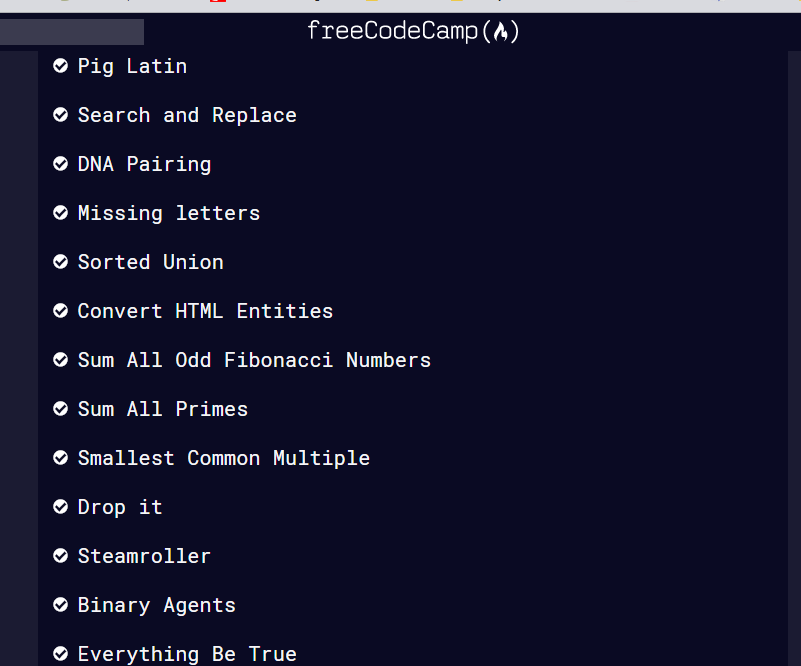 freeCodeCamp(🔥)
Pig Latin
Search and Replace
DNA Pairing
Missing letters
Sorted Union
Convert HTML Entities
Sum All Odd Fibonacci Numbers
Sum All Primes
Smallest Common Multiple
Drop it
Steamroller
Binary Agents
Everything Be True